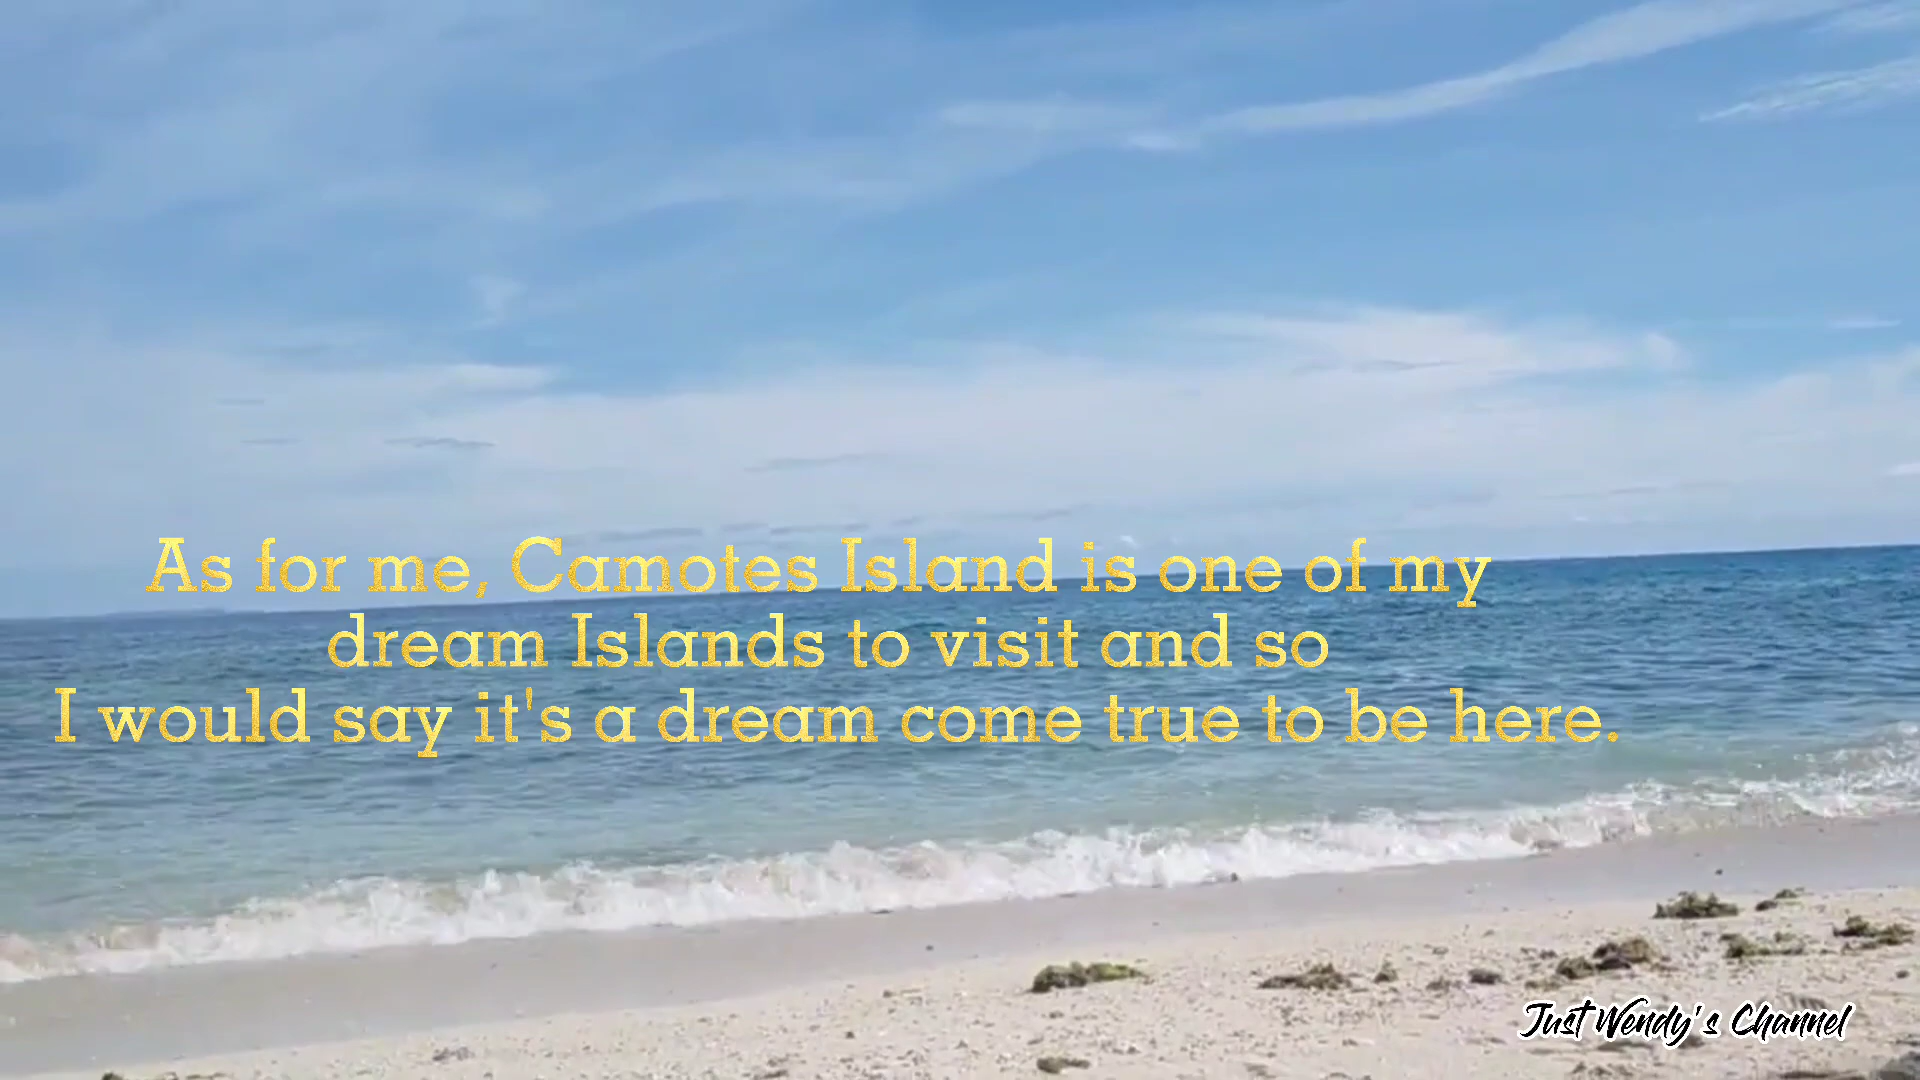 As for me, Camotes Island is one of my
dream Islands to visit and so
I would say it's a dream come true to be here.
Just Wendy's Channel